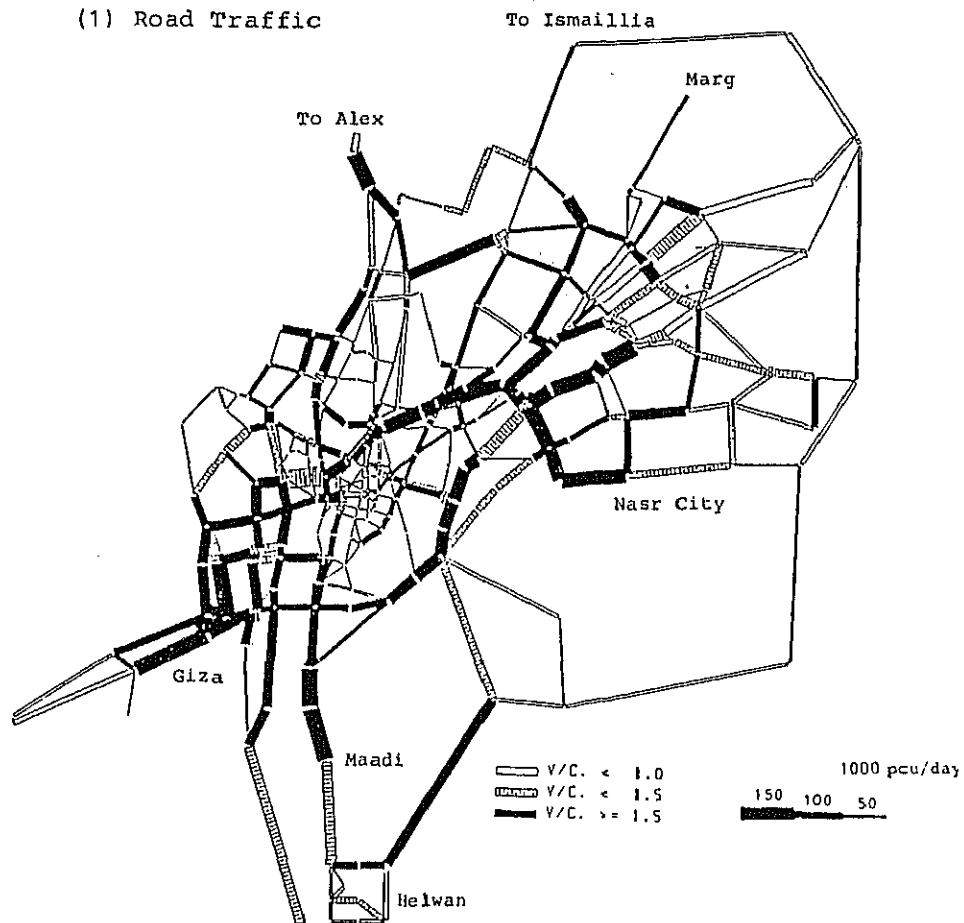 (1) Road Traffic
To Ismaillia
Marg
To Alex
Nasr City
Giza
Maadi
V/C. < 1.0
V/C. < 1.5
V/C. >= 1.5
1000 pcu/day
150 100 50
Helwan